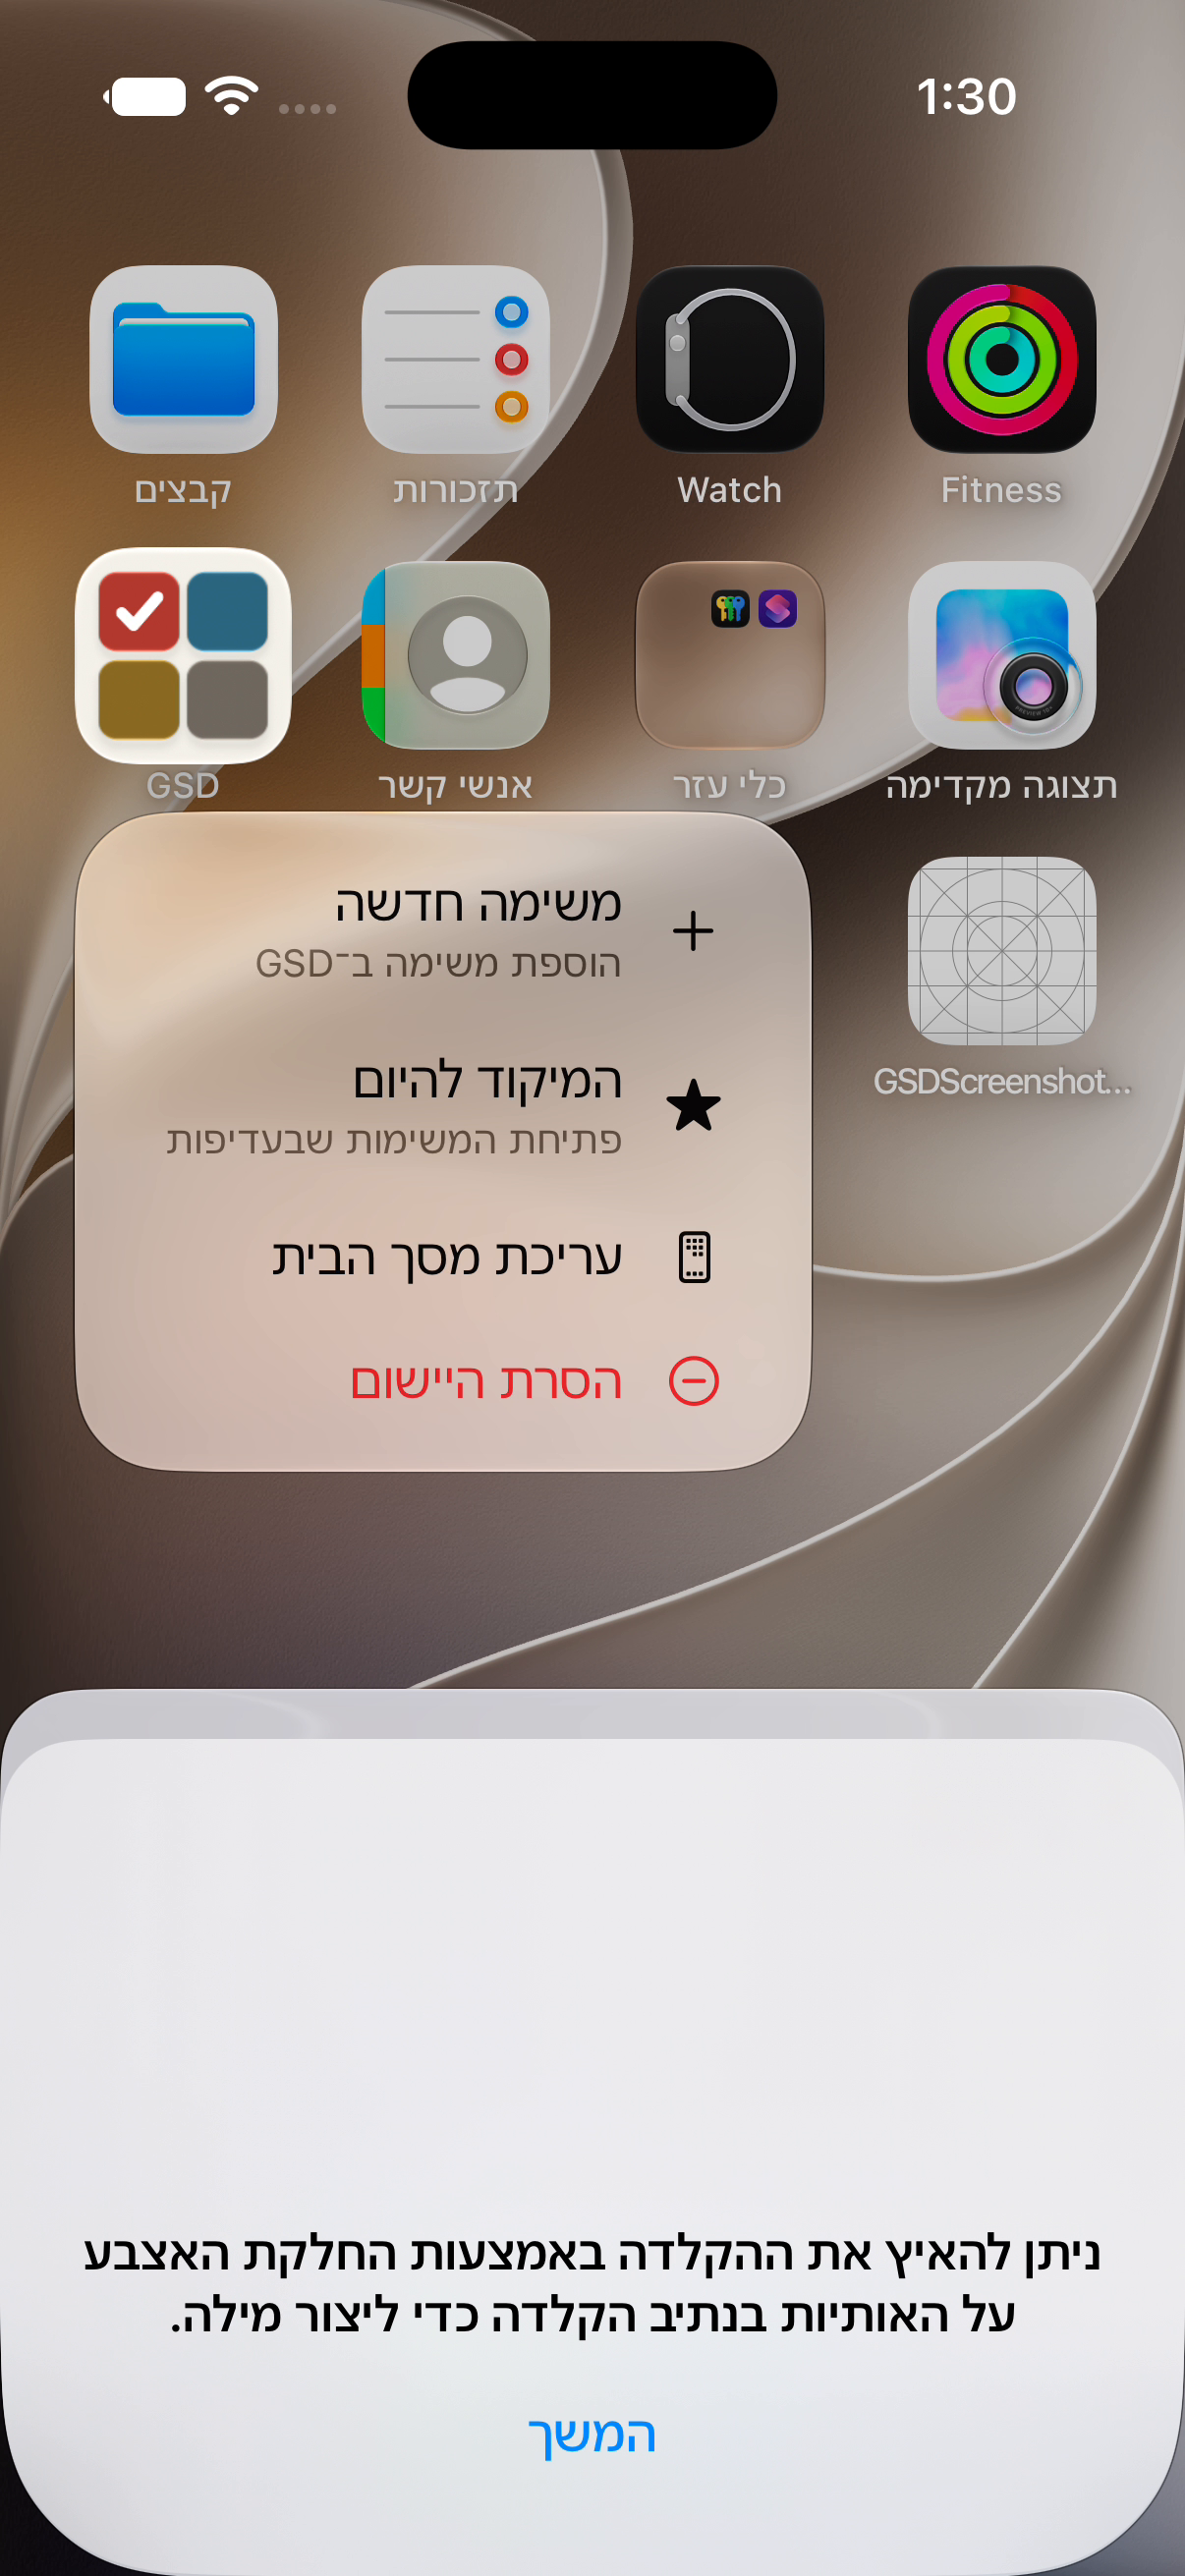 1:30
Fitness
Watch
תזכורות
קבצים
תצוגה מקדימה
כלי עזר
אנשי קשר
GSD
GSDScreenshot...
משימה חדשה
הוספת משימה ב־GSD
המיקוד להיום
פתיחת המשימות שבעדיפות
עריכת מסך הבית
הסרת היישום
ניתן להאיץ את ההקלדה באמצעות החלקת האצבע
על האותיות בנתיב הקלדה כדי ליצור מילה.
המשך